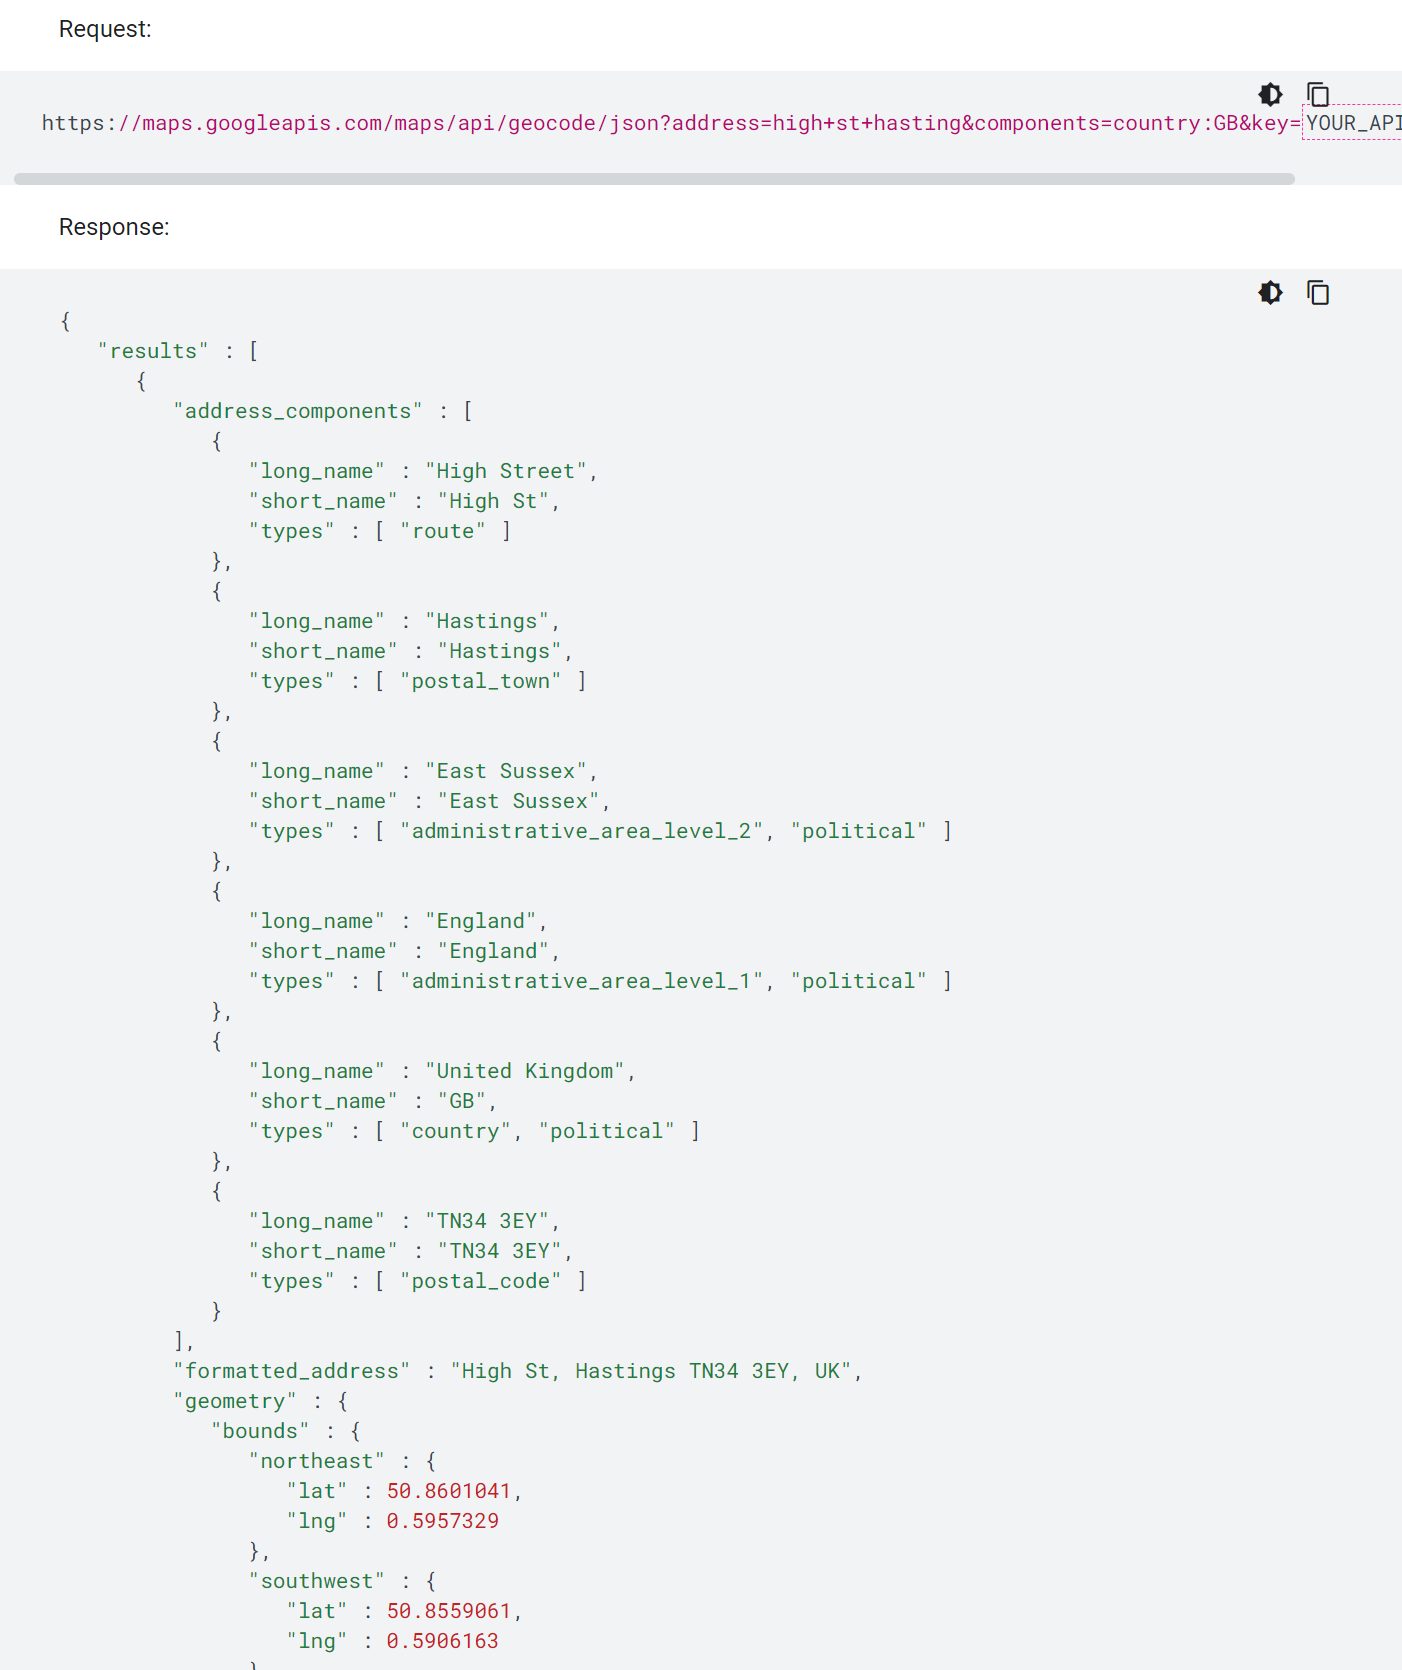 Request:
https://maps.googleapis.com/maps/api/geocode/json?address=high+st+hasting&components=country:GB&key=YOUR_API
Response:
{
   "results" : [
      {
         "address_components" : [
            {
               "long_name" : "High Street",
               "short_name" : "High St",
               "types" : [ "route" ]
            },
            {
               "long_name" : "Hastings",
               "short_name" : "Hastings",
               "types" : [ "postal_town" ]
            },
            {
               "long_name" : "East Sussex",
               "short_name" : "East Sussex",
               "types" : [ "administrative_area_level_2", "political" ]
            },
            {
               "long_name" : "England",
               "short_name" : "England",
               "types" : [ "administrative_area_level_1", "political" ]
            },
            {
               "long_name" : "United Kingdom",
               "short_name" : "GB",
               "types" : [ "country", "political" ]
            },
            {
               "long_name" : "TN34 3EY",
               "short_name" : "TN34 3EY",
               "types" : [ "postal_code" ]
            }
         ],
         "formatted_address" : "High St, Hastings TN34 3EY, UK",
         "geometry" : {
            "bounds" : {
               "northeast" : {
                  "lat" : 50.8601041,
                  "lng" : 0.5957329
               },
               "southwest" : {
                  "lat" : 50.8559061,
                  "lng" : 0.5906163
               }